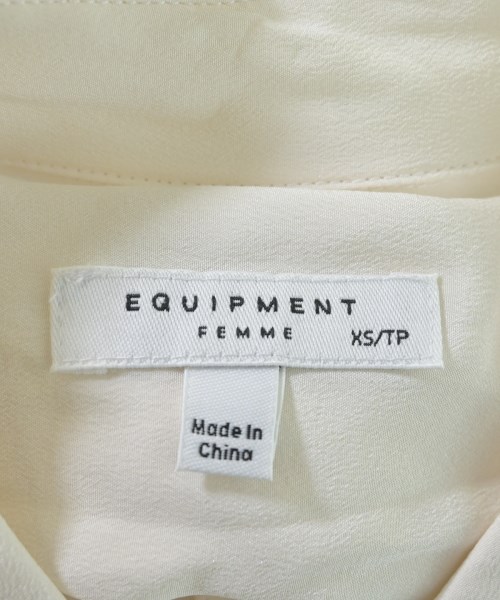 EQUIPMENT
FEMME XS/TP
Made In
China